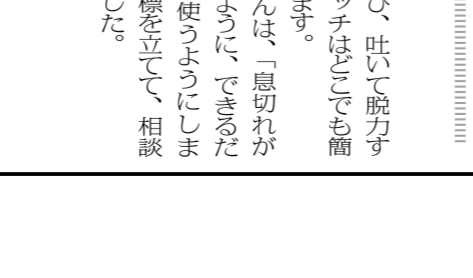 び、吐いて脱力す
ッチはどこでも簡
ます。
んは、「息切れが
ように、できるだ
使うようにしま
標を立てて、相談
した。